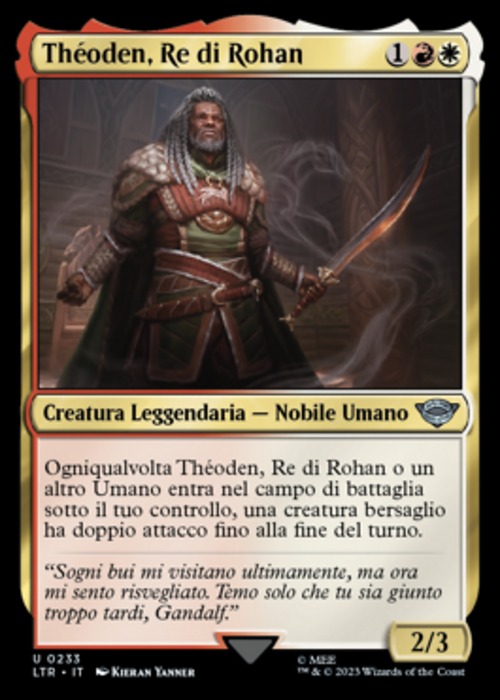 Théoden, Re di Rohan 1
Creatura Leggendaria — Nobile Umano
Ogniqualvolta Théoden, Re di Rohan o un
altro Umano entra nel campo di battaglia
sotto il tuo controllo, una creatura bersaglio
ha doppio attacco fino alla fine del turno.
“Sogni bui mi visitano ultimamente, ma ora
mi sento risvegliato. Temo solo che tu sia giunto
troppo tardi, Gandalf.”
2/3
U 0233
LTR • IT Kieran Yanner
© MEE
™ & © 2023 Wizards of the Coast